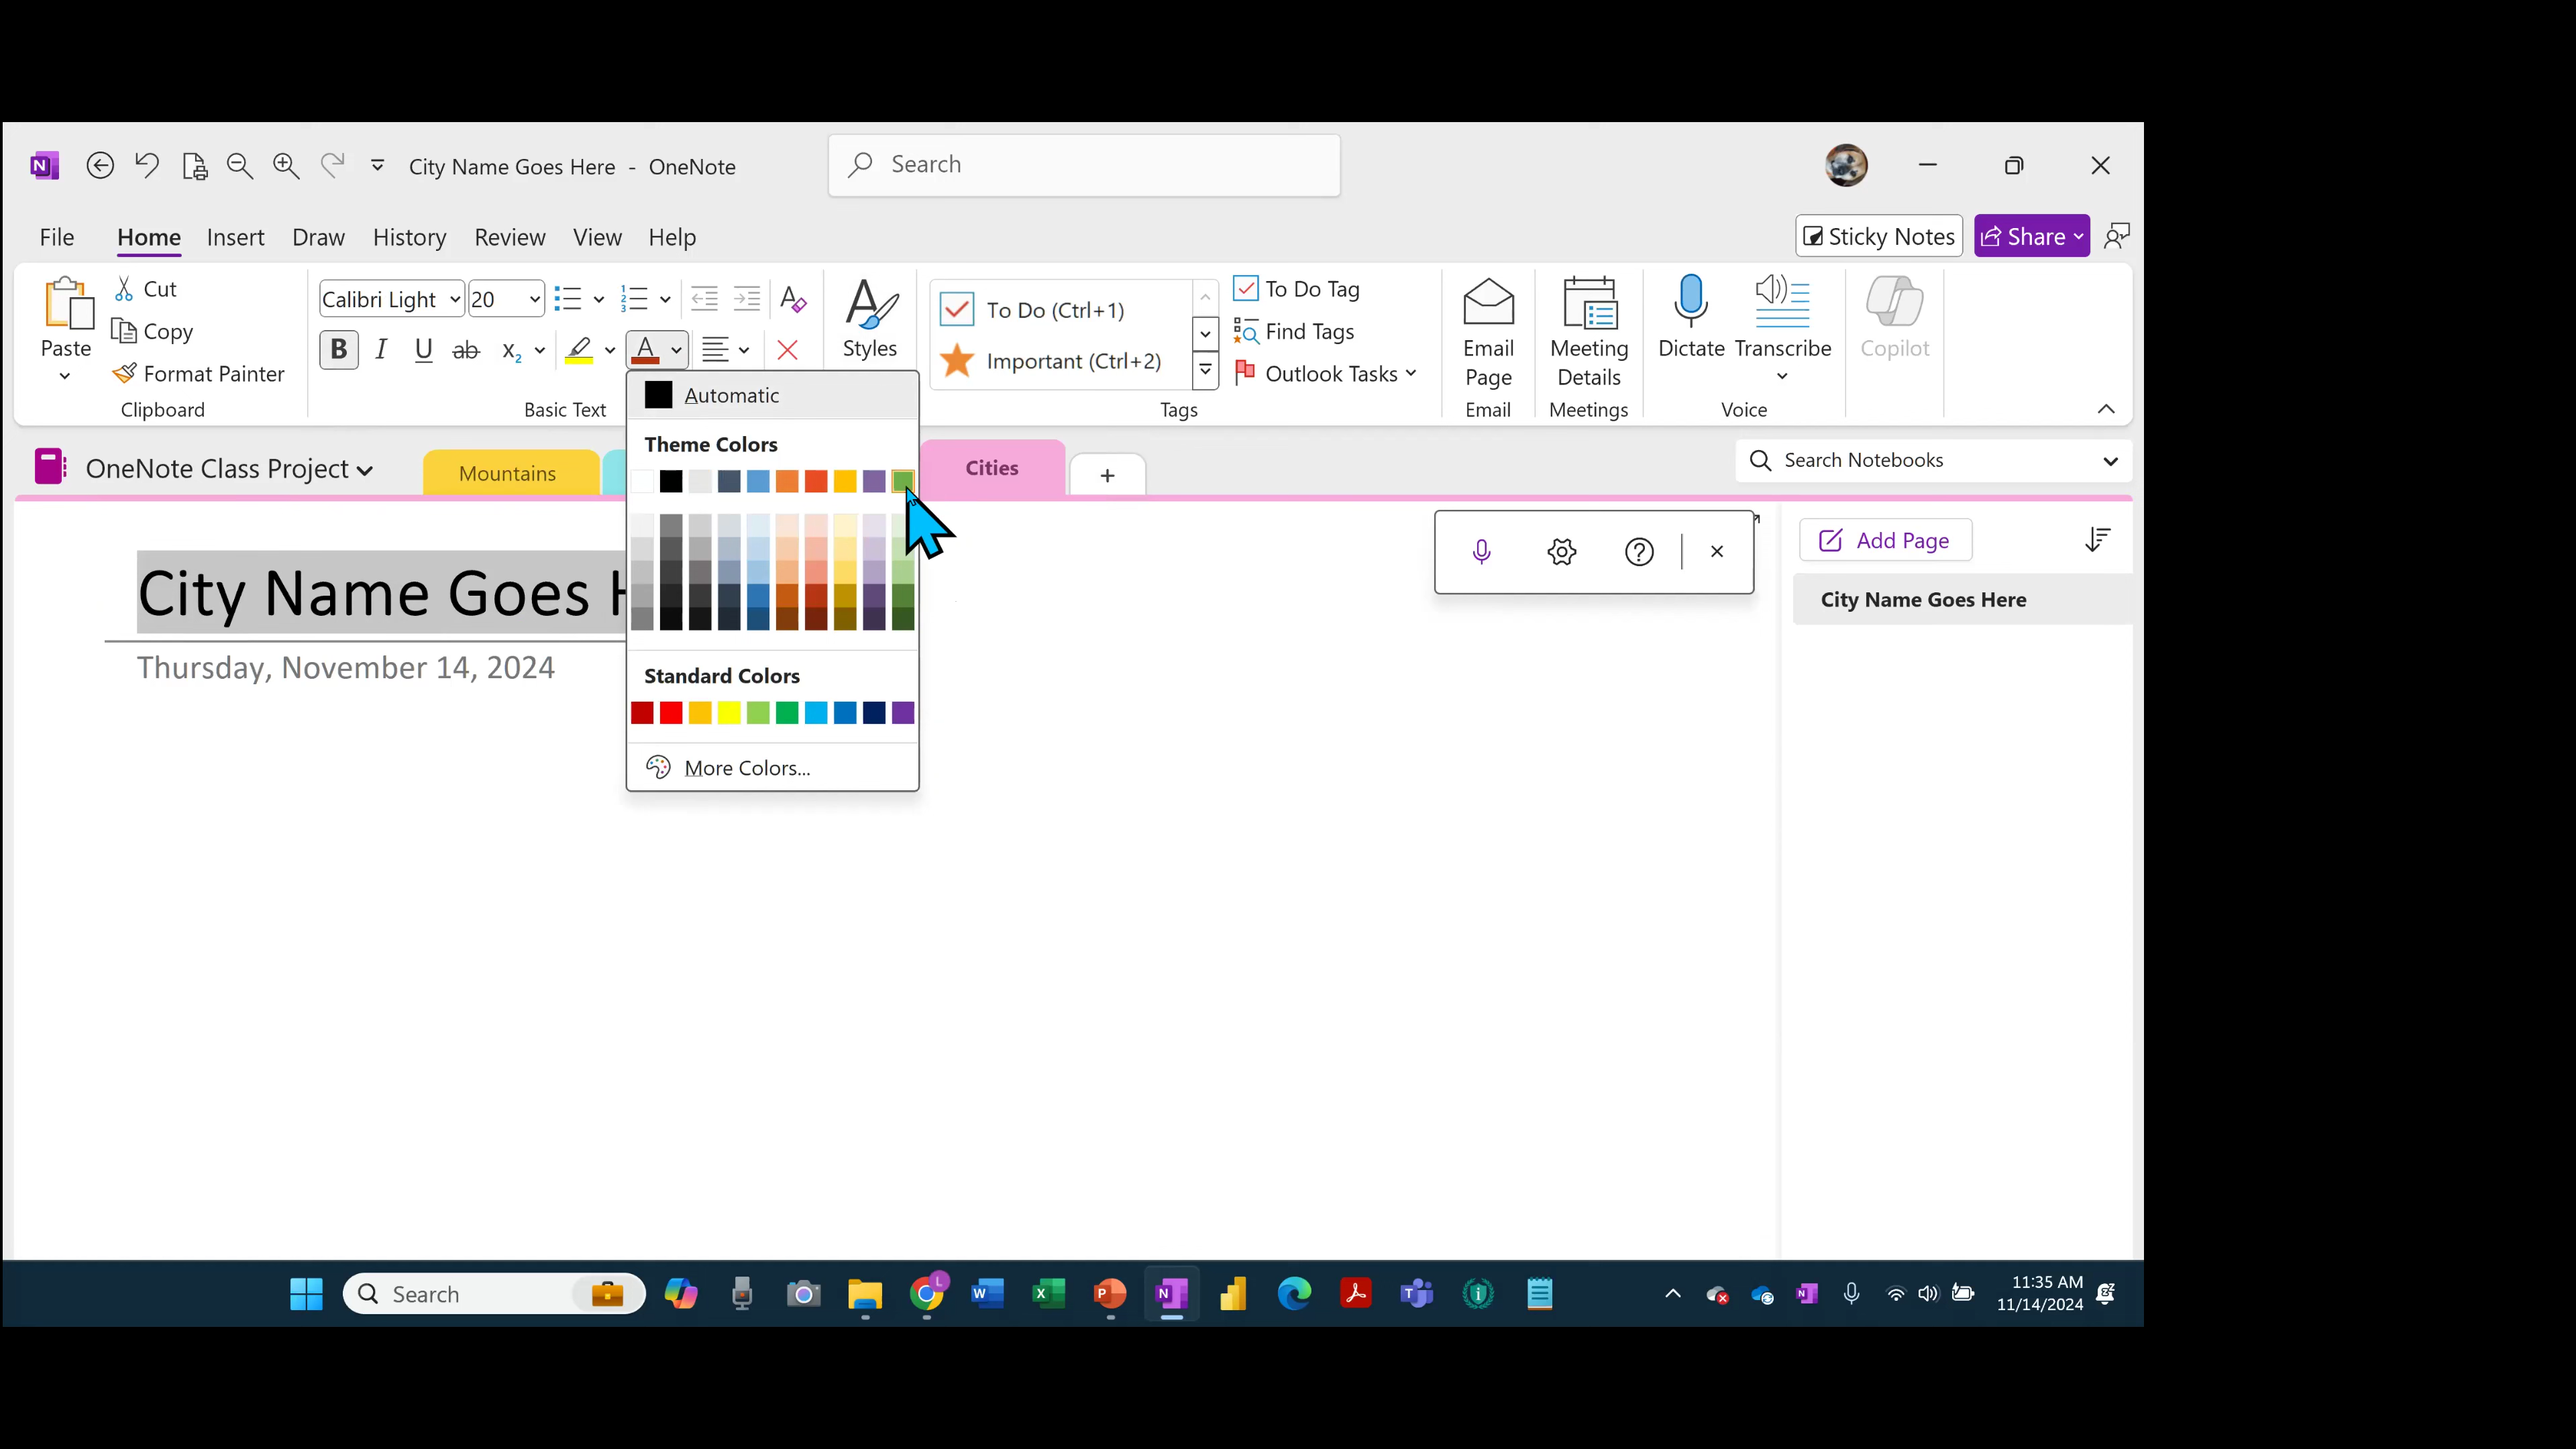 City Name Goes Here - OneNote
Search
File Home Insert Draw History Review View Help
Sticky Notes Share
Paste
Cut
Copy
Format Painter
Clipboard
Calibri Light 20
B I U ab x2 A
Basic Text
Styles
To Do (Ctrl+1)
Important (Ctrl+2)
To Do Tag
Find Tags
Outlook Tasks
Tags
Email
Page
Email
Meeting
Details
Meetings
Dictate Transcribe
Voice
Copilot
Automatic
Theme Colors
Standard Colors
More Colors...
OneNote Class Project
Mountains
Cities
+
Search Notebooks
City Name Goes H
Thursday, November 14, 2024
Add Page
City Name Goes Here
Search
11:35 AM
11/14/2024